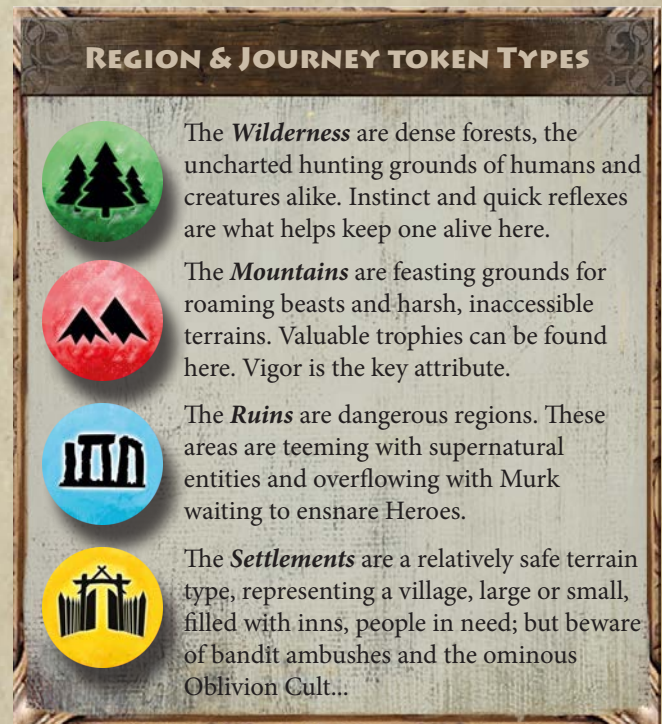 Region & Journey token Types
The Wilderness are dense forests, the
uncharted hunting grounds of humans and
creatures alike. Instinct and quick reflexes
are what helps keep one alive here.
The Mountains are feasting grounds for
roaming beasts and harsh, inaccessible
terrains. Valuable trophies can be found
here. Vigor is the key attribute.
The Ruins are dangerous regions. These
areas are teeming with supernatural
entities and overflowing with Murk
waiting to ensnare Heroes.
The Settlements are a relatively safe terrain
type, representing a village, large or small,
filled with inns, people in need; but beware
of bandit ambushes and the ominous
Oblivion Cult...